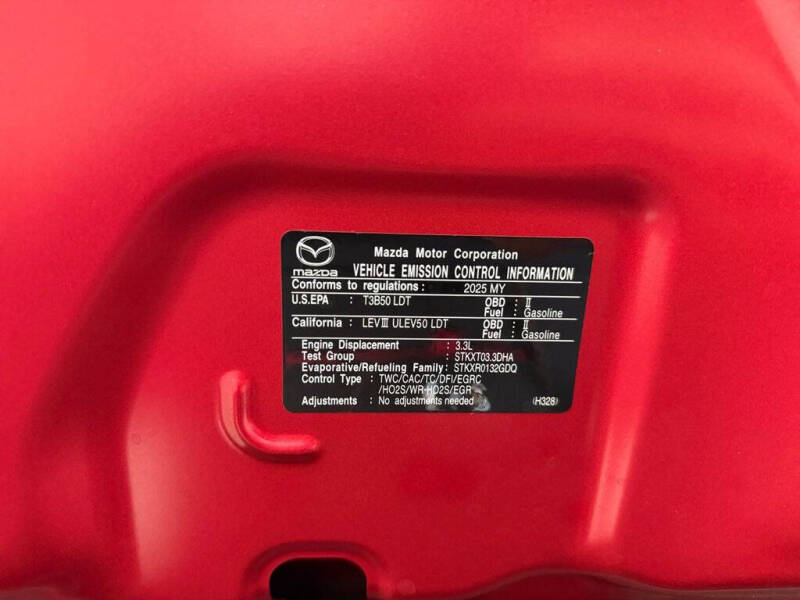 Mazda Motor Corporation
mazda VEHICLE EMISSION CONTROL INFORMATION
Conforms to regulations : 2025 MY
U.S.EPA : T3B50 LDT OBD : II
Fuel : Gasoline
California : LEVIII ULEV50 LDT OBD : II
Fuel : Gasoline
Engine Displacement : 3.3L
Test Group : STKXT03.3DHA
Evaporative/Refueling Family: STKXR0132GDQ
Control Type : TWC/CAC/TC/DFI/EGRC
/HO2S/WR-HO2S/EGR
Adjustments : No adjustments needed (H328)